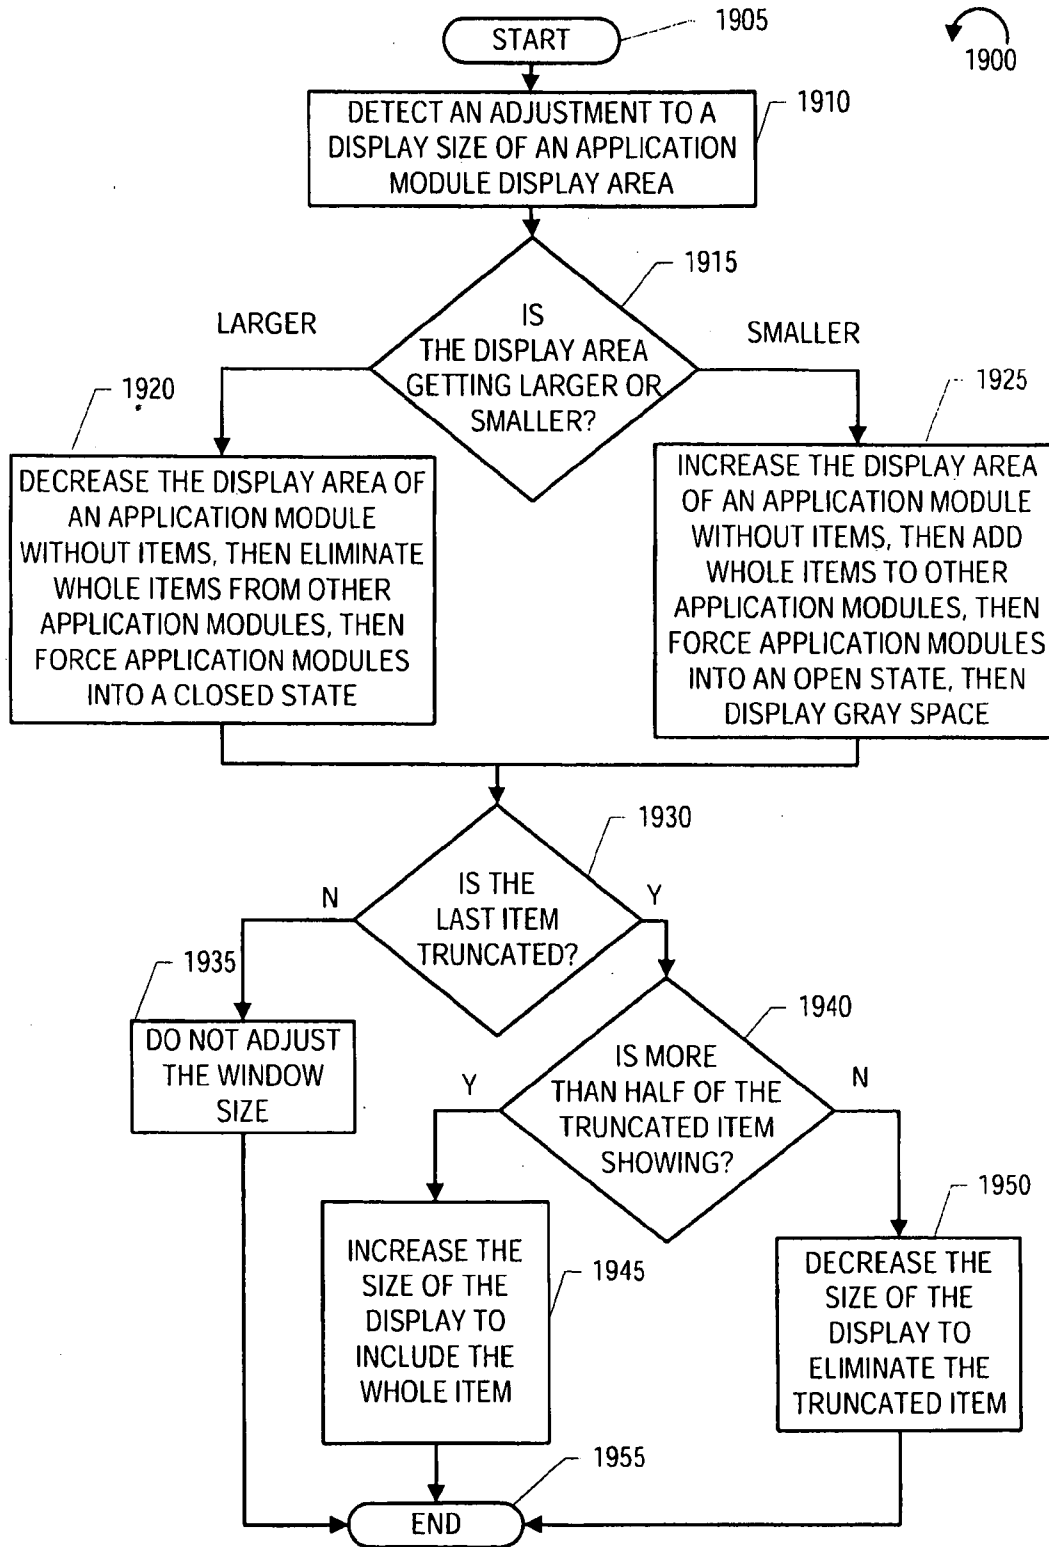 START
1905
1900
DETECT AN ADJUSTMENT TO A
DISPLAY SIZE OF AN APPLICATION
MODULE DISPLAY AREA
1910
IS
THE DISPLAY AREA
GETTING LARGER OR
SMALLER?
1915
LARGER
SMALLER
1920
DECREASE THE DISPLAY AREA OF
AN APPLICATION MODULE
WITHOUT ITEMS, THEN ELIMINATE
WHOLE ITEMS FROM OTHER
APPLICATION MODULES, THEN
FORCE APPLICATION MODULES
INTO A CLOSED STATE
1925
INCREASE THE DISPLAY AREA
OF AN APPLICATION MODULE
WITHOUT ITEMS, THEN ADD
WHOLE ITEMS TO OTHER
APPLICATION MODULES, THEN
FORCE APPLICATION MODULES
INTO AN OPEN STATE, THEN
DISPLAY GRAY SPACE
1930
IS THE
LAST ITEM
TRUNCATED?
N
Y
1935
DO NOT ADJUST
THE WINDOW
SIZE
1940
IS MORE
THAN HALF OF THE
TRUNCATED ITEM
SHOWING?
Y
N
INCREASE THE
SIZE OF THE
DISPLAY TO
INCLUDE THE
WHOLE ITEM
1945
1950
DECREASE THE
SIZE OF THE
DISPLAY TO
ELIMINATE THE
TRUNCATED ITEM
1955
END